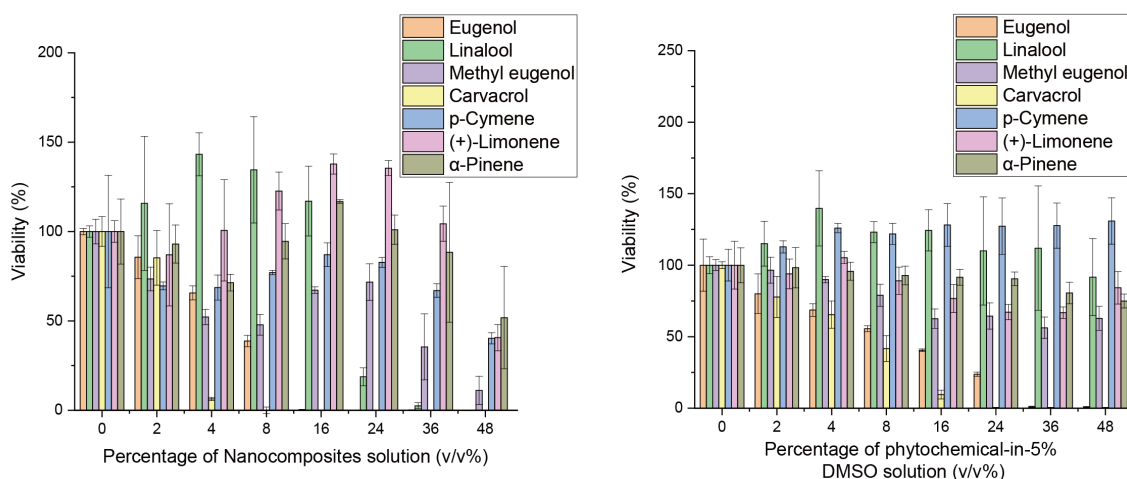 Eugenol
Linalool
Methyl eugenol
Carvacrol
p-Cymene
(+)-Limonene
α-Pinene
200
150
100
50
0
Viability (%)
0 2 4 8 16 24 36 48
Percentage of Nanocomposites solution (v/v%)
Eugenol
Linalool
Methyl eugenol
Carvacrol
p-Cymene
(+)-Limonene
α-Pinene
250
200
150
100
50
0
Viability (%)
0 2 4 8 16 24 36 48
Percentage of phytochemical-in-5%
DMSO solution (v/v%)